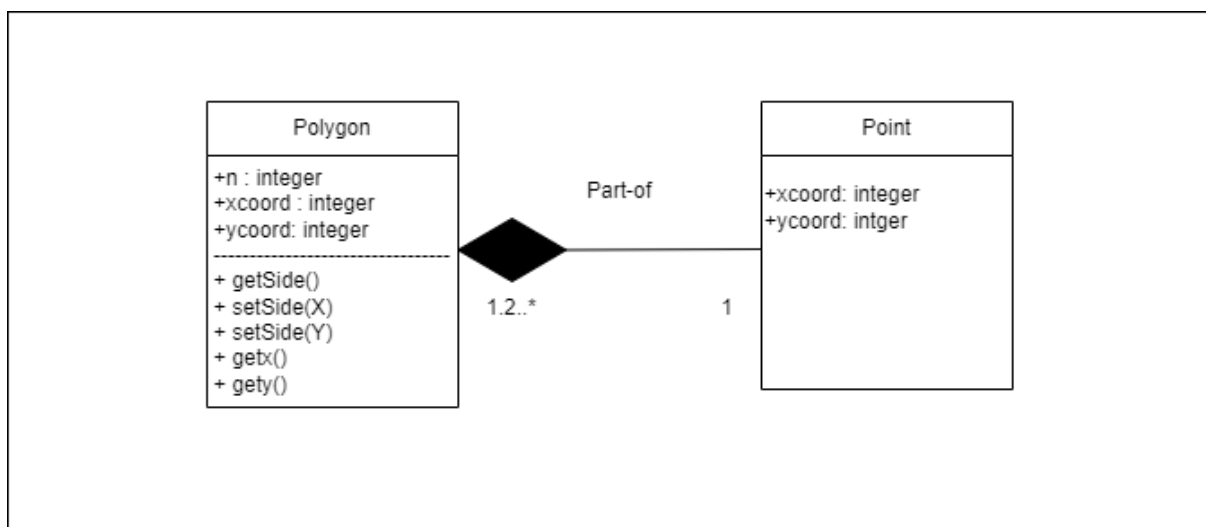 Polygon
+n : integer
+xcoord : integer
+ycoord: integer
+ getSide()
+ setSide(X)
+ setSide(Y)
+ getx()
+ gety()
Part-of
1.2..*
1
Point
+xcoord: integer
+ycoord: intger